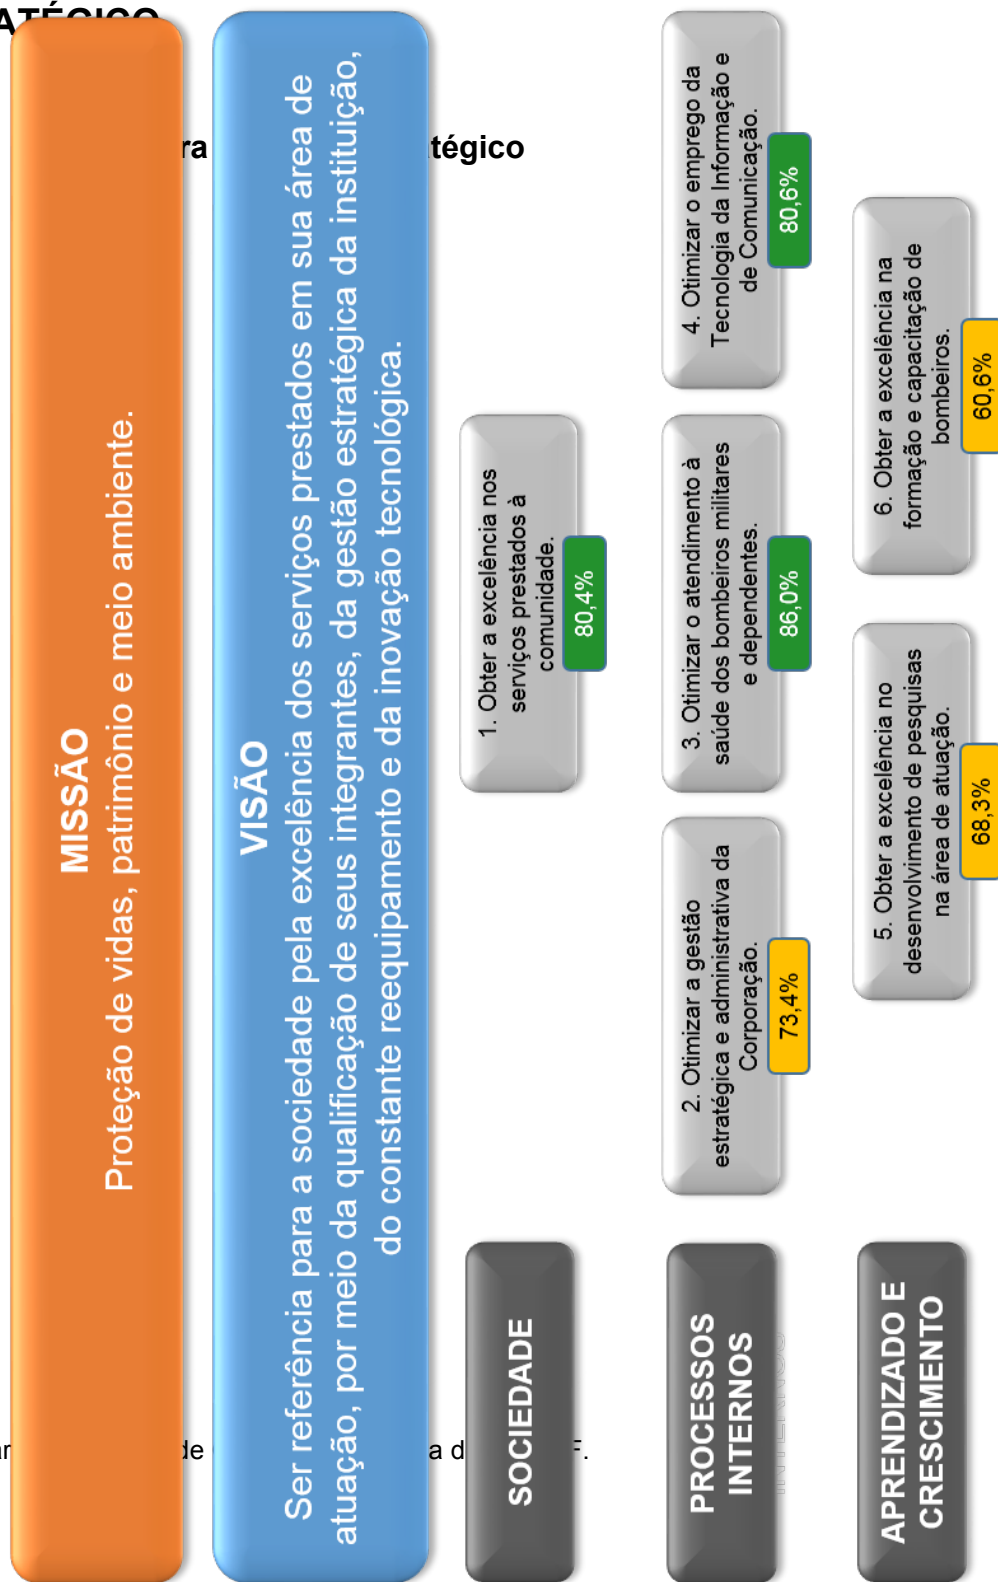 ATÉGICO
ra
tégico
MISSÃO
Proteção de vidas, patrimônio e meio ambiente.
VISÃO
Ser referência para a sociedade pela excelência dos serviços prestados em sua área de
atuação, por meio da qualificação de seus integrantes, da gestão estratégica da instituição,
do constante reequipamento e da inovação tecnológica.
SOCIEDADE
1. Obter a excelência nos
serviços prestados à
comunidade.
80,4%
PROCESSOS
INTERNOS
2. Otimizar a gestão
estratégica e administrativa da
Corporação.
73,4%
3. Otimizar o atendimento à
saúde dos bombeiros militares
e dependentes.
86,0%
4. Otimizar o emprego da
Tecnologia da Informação e
de Comunicação.
80,6%
APRENDIZADO E
CRESCIMENTO
5. Obter a excelência no
desenvolvimento de pesquisas
na área de atuação.
68,3%
6. Obter a excelência na
formação e capacitação de
bombeiros.
60,6%
de
a d
F.